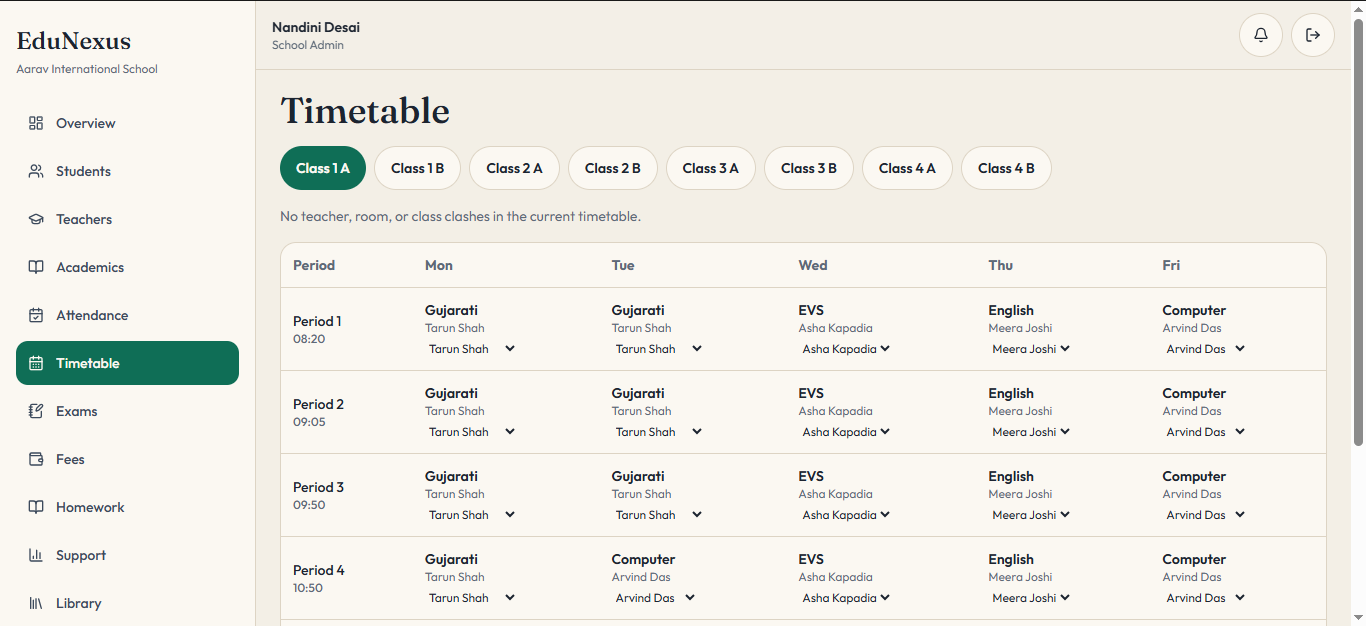 EduNexus
Aarav International School
Overview
Students
Teachers
Academics
Attendance
Timetable
Exams
Fees
Homework
Support
Library
Nandini Desai
School Admin
Timetable
Class 1 A Class 1 B Class 2 A Class 2 B Class 3 A Class 3 B Class 4 A Class 4 B
No teacher, room, or class clashes in the current timetable.
Period Mon Tue Wed Thu Fri
Period 1
08:20
Gujarati
Tarun Shah
Tarun Shah
Gujarati
Tarun Shah
Tarun Shah
EVS
Asha Kapadia
Asha Kapadia
English
Meera Joshi
Meera Joshi
Computer
Arvind Das
Arvind Das
Period 2
09:05
Gujarati
Tarun Shah
Tarun Shah
Gujarati
Tarun Shah
Tarun Shah
EVS
Asha Kapadia
Asha Kapadia
English
Meera Joshi
Meera Joshi
Computer
Arvind Das
Arvind Das
Period 3
09:50
Gujarati
Tarun Shah
Tarun Shah
Gujarati
Tarun Shah
Tarun Shah
EVS
Asha Kapadia
Asha Kapadia
English
Meera Joshi
Meera Joshi
Computer
Arvind Das
Arvind Das
Period 4
10:50
Gujarati
Tarun Shah
Tarun Shah
Computer
Arvind Das
Arvind Das
EVS
Asha Kapadia
Asha Kapadia
English
Meera Joshi
Meera Joshi
Computer
Arvind Das
Arvind Das